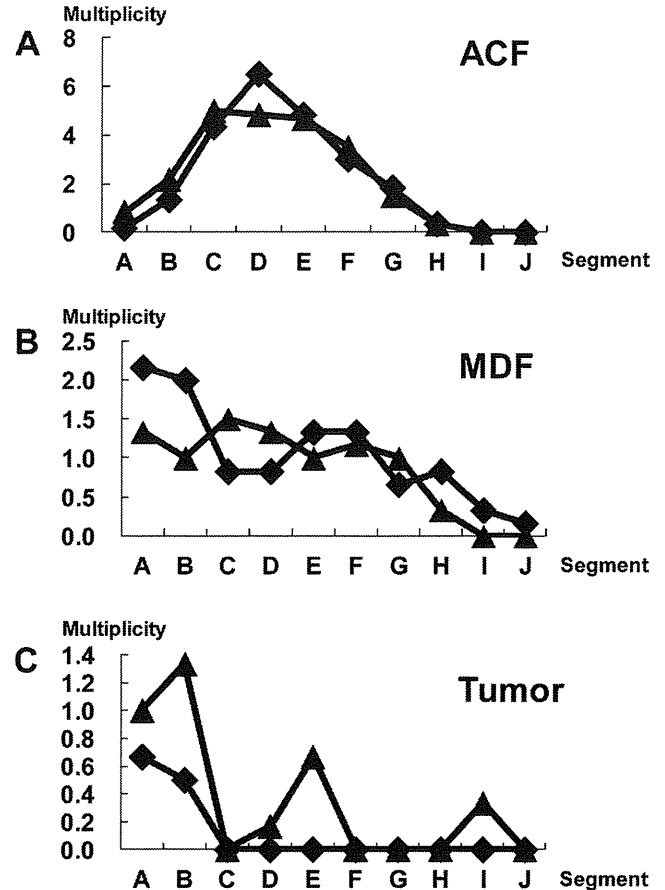 Multiplicity
A
ACF
8
6
4
2
0
A B C D E F G H I J Segment
Multiplicity
B
MDF
2.5
2.0
1.5
1.0
0.5
0.0
A B C D E F G H I J Segment
Multiplicity
C
Tumor
1.4
1.2
1.0
0.8
0.6
0.4
0.2
0.0
A B C D E F G H I J Segment